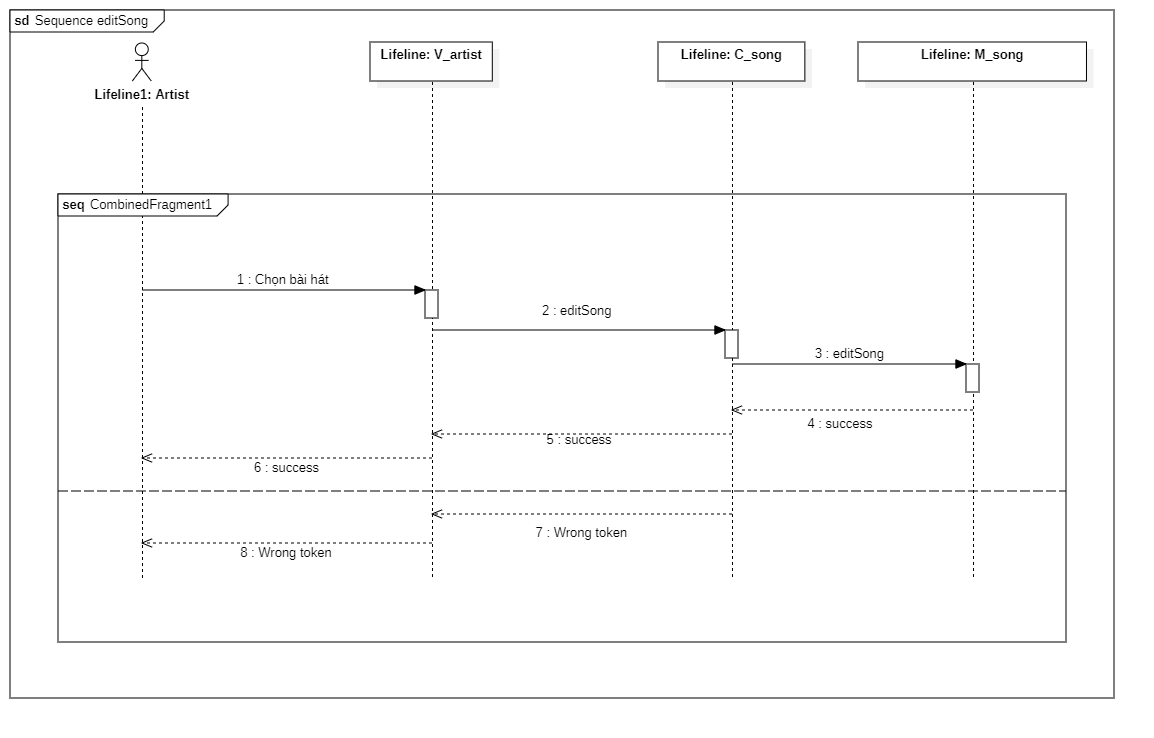 sd Sequence editSong
Lifeline1: Artist
Lifeline: V_artist
Lifeline: C_song
Lifeline: M_song
seq CombinedFragment1
1 : Chọn bài hát
2 : editSong
3 : editSong
4 : success
5 : success
6 : success
7 : Wrong token
8 : Wrong token